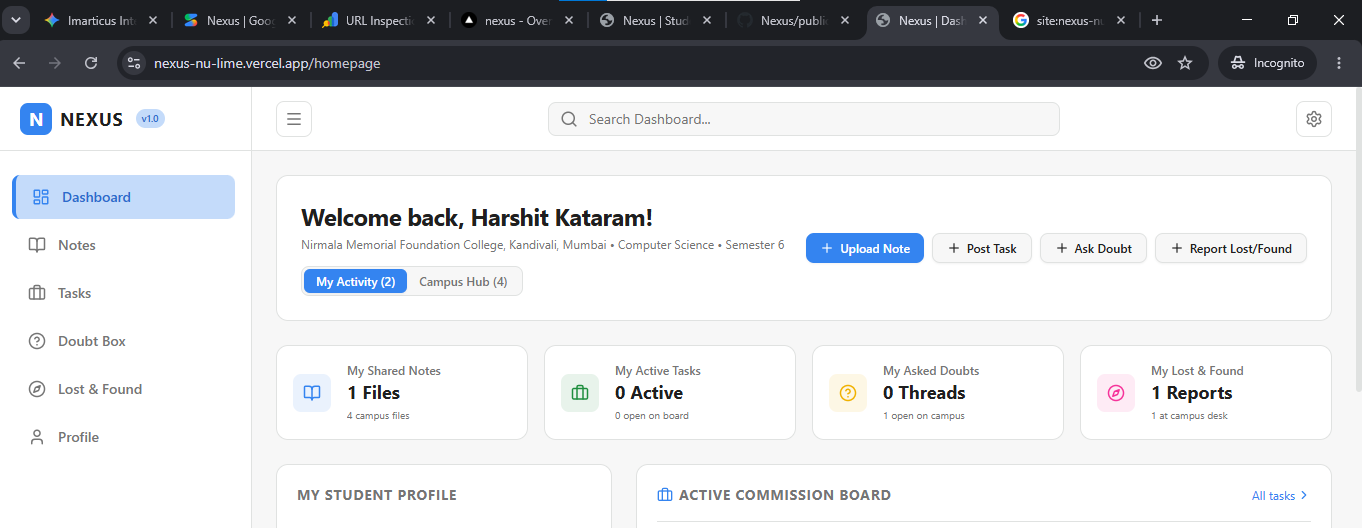 Imarticus Int
Nexus | Goog
URL Inspecti
nexus - Over
Nexus | Stud
Nexus/public
Nexus | Dash
site:nexus-nu
nexus-nu-lime.vercel.app/homepage
Incognito
N NEXUS v1.0
Search Dashboard...
Dashboard
Notes
Tasks
Doubt Box
Lost & Found
Profile
Welcome back, Harshit Kataram!
Nirmala Memorial Foundation College, Kandivali, Mumbai • Computer Science • Semester 6
My Activity (2) Campus Hub (4)
+ Upload Note + Post Task + Ask Doubt + Report Lost/Found
My Shared Notes
1 Files
4 campus files
My Active Tasks
0 Active
0 open on board
My Asked Doubts
0 Threads
1 open on campus
My Lost & Found
1 Reports
1 at campus desk
MY STUDENT PROFILE
ACTIVE COMMISSION BOARD
All tasks >